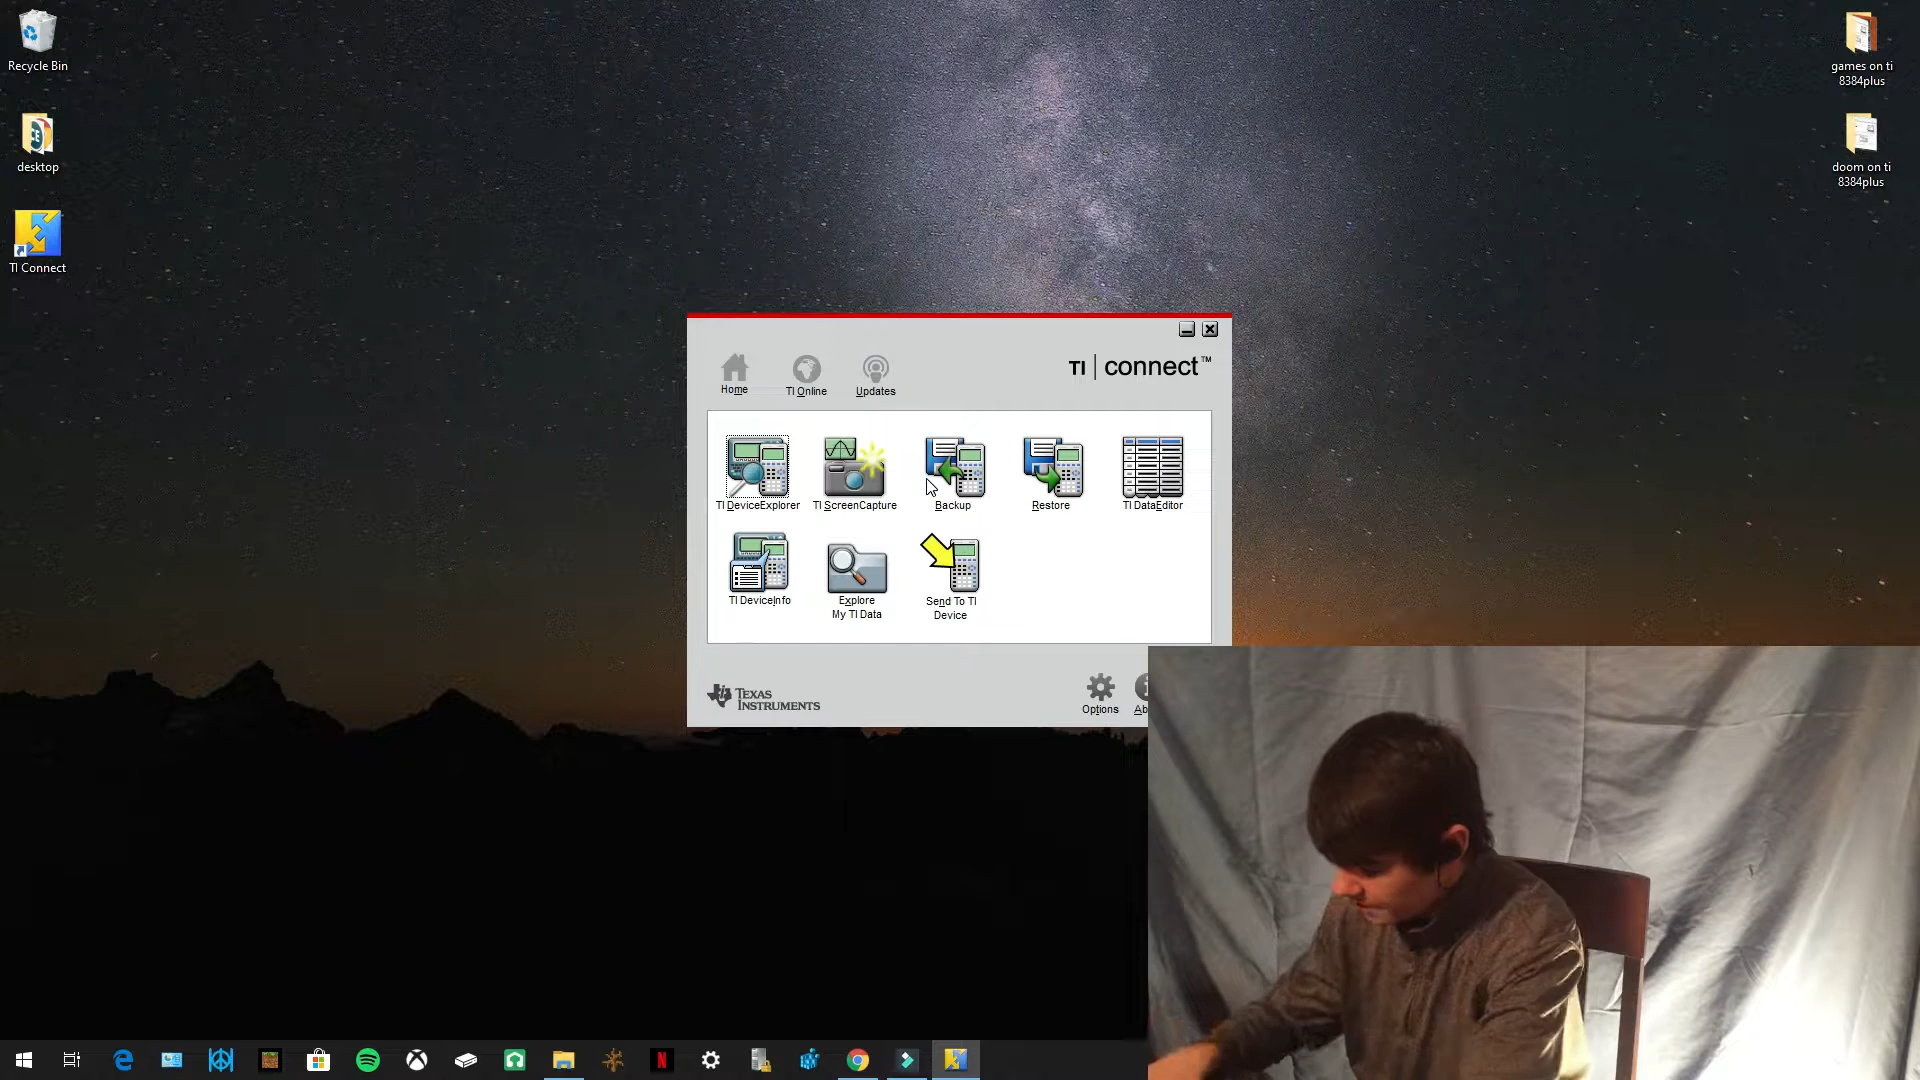 Recycle Bin
desktop
TI Connect
games on ti
8384plus
doom on ti
8384plus
TI | connect™
Home
TI Online
Updates
TI DeviceExplorer
TI ScreenCapture
Backup
Restore
TI DataEditor
TI DeviceInfo
Explore
My TI Data
Send To TI
Device
TEXAS
INSTRUMENTS
Options
Ab